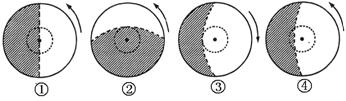 ① ② ③ ④